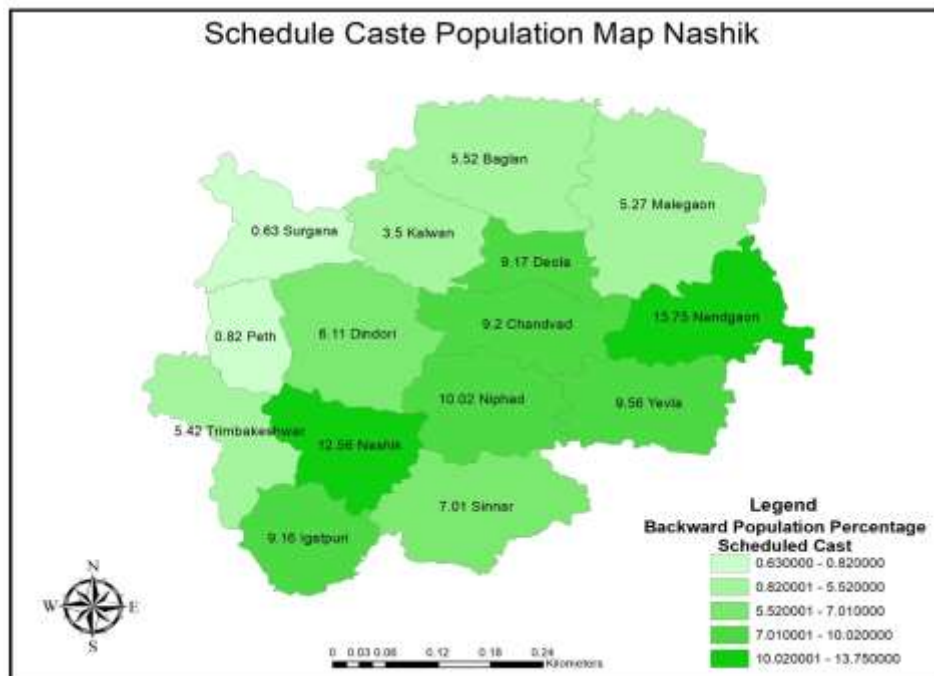 Schedule Caste Population Map Nashik
5.52 Baglan
5.27 Malegaon
0.63 Surgana
3.5 Kalwan
9.17 Deola
9.2 Chandvad
13.75 Nandgaon
0.82 Peth
6.11 Dindori
10.02 Niphad
9.56 Yevla
5.42 Trimbakeshwar
12.56 Nashik
7.01 Sinnar
9.16 Igatpuri
Legend
Backward Population Percentage
Scheduled Cast
0.630000 - 0.820000
0.820001 - 5.520000
5.520001 - 7.010000
7.010001 - 10.020000
10.020001 - 13.750000
N
W E
S
0 0.03 0.06 0.12 0.18 0.24
Kilometers